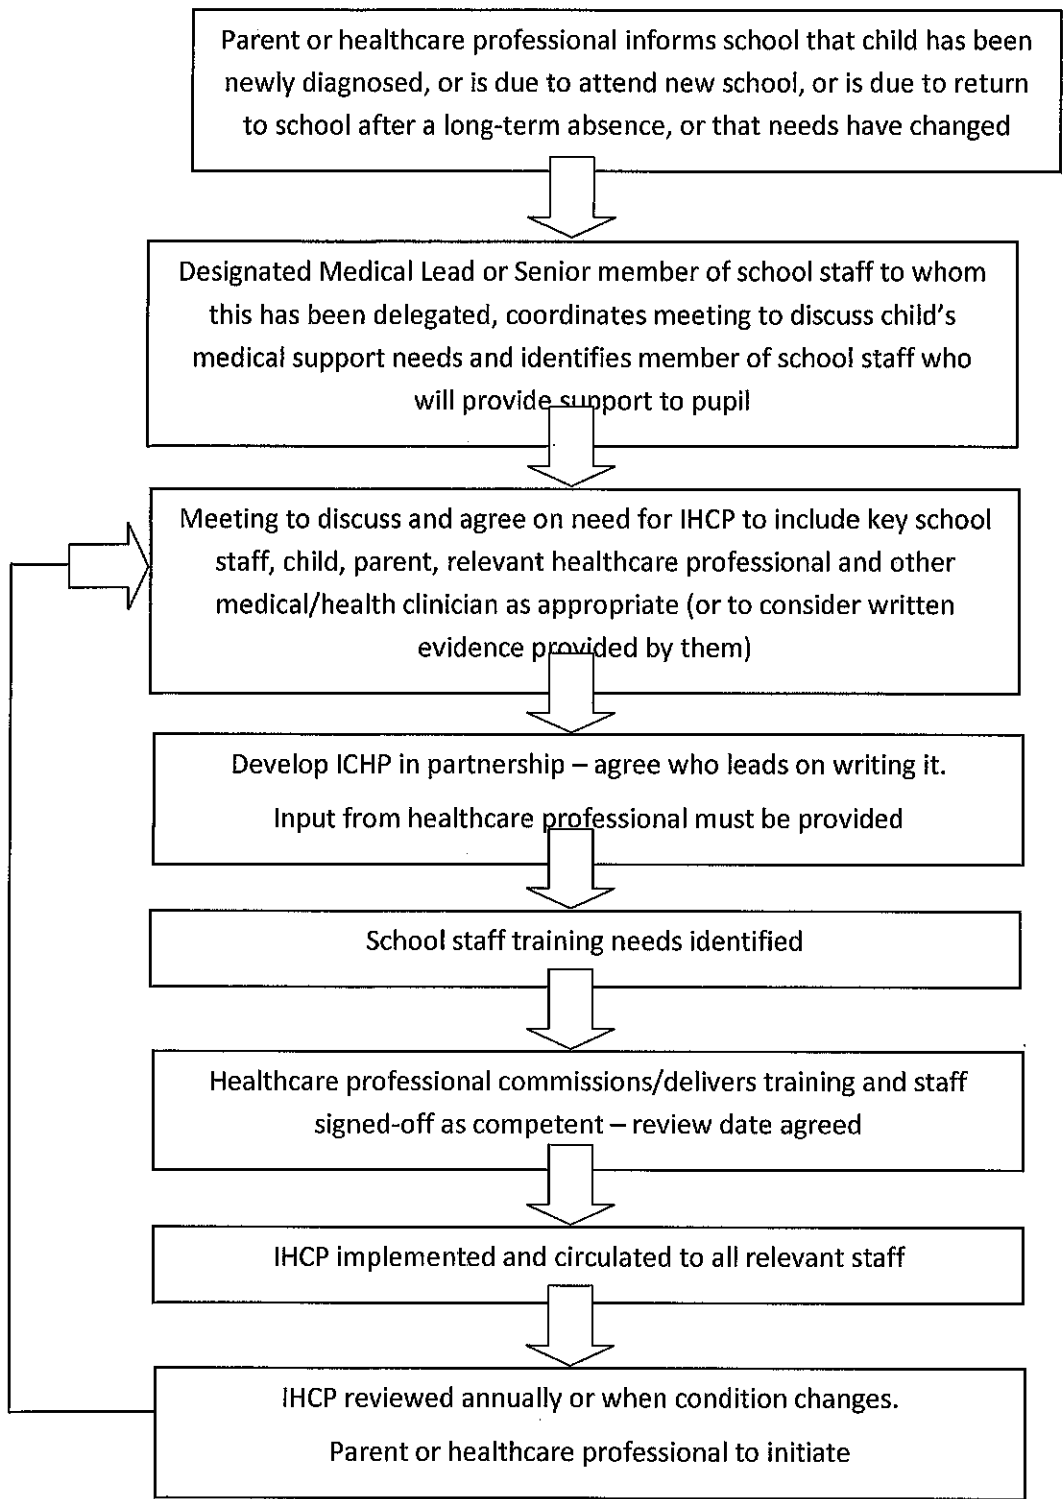 Parent or healthcare professional informs school that child has been
newly diagnosed, or is due to attend new school, or is due to return
to school after a long-term absence, or that needs have changed
Designated Medical Lead or Senior member of school staff to whom
this has been delegated, coordinates meeting to discuss child's
medical support needs and identifies member of school staff who
will provide support to pupil
Meeting to discuss and agree on need for IHCP to include key school
staff, child, parent, relevant healthcare professional and other
medical/health clinician as appropriate (or to consider written
evidence provided by them)
Develop ICHP in partnership – agree who leads on writing it.
Input from healthcare professional must be provided
School staff training needs identified
Healthcare professional commissions/delivers training and staff
signed-off as competent – review date agreed
IHCP implemented and circulated to all relevant staff
IHCP reviewed annually or when condition changes.
Parent or healthcare professional to initiate